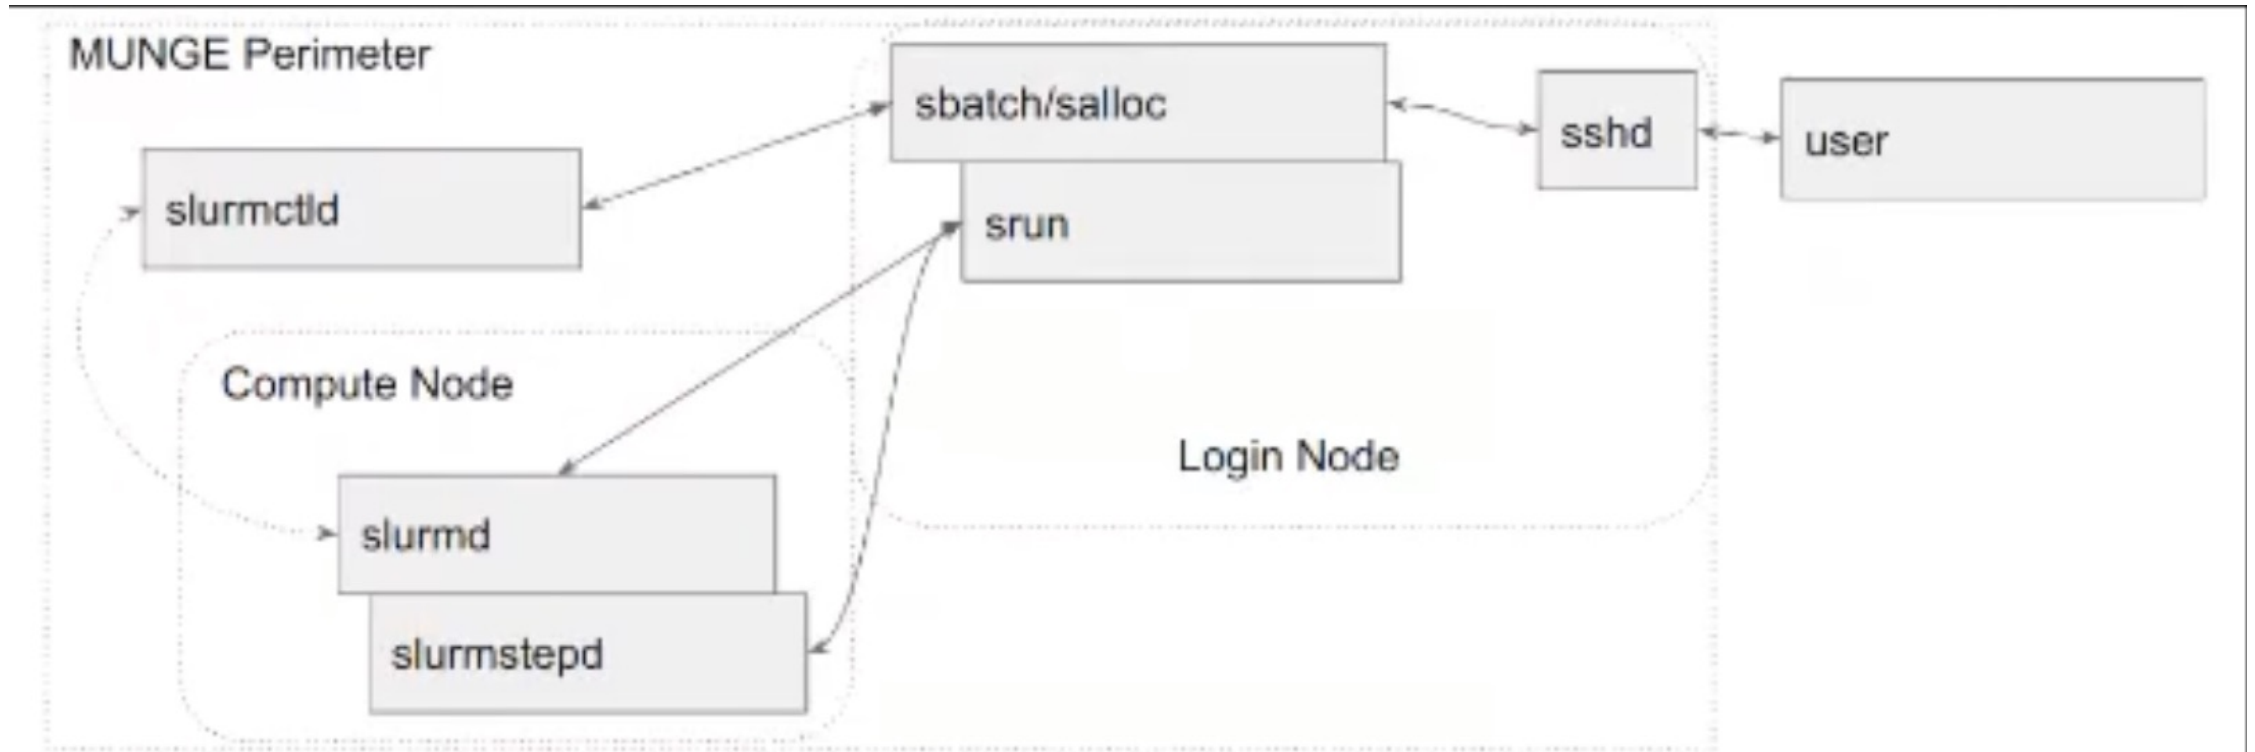 MUNGE Perimeter
sbatch/salloc
sshd
user
slurmctld
srun
Compute Node
Login Node
slurmd
slurmstepd